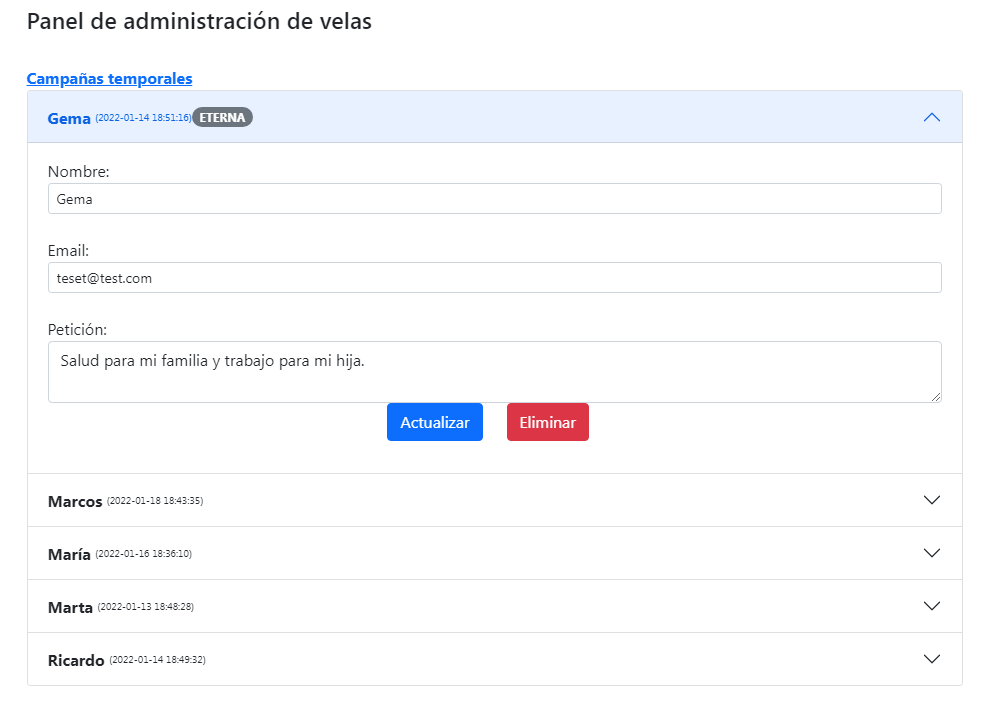 Panel de administración de velas
Campañas temporales
Gema (2022-01-14 18:51:16) ETERNA
Nombre:
Gema
Email:
teset@test.com
Petición:
Salud para mi familia y trabajo para mi hija.
Actualizar Eliminar
Marcos (2022-01-18 18:43:35)
María (2022-01-16 18:36:10)
Marta (2022-01-13 18:48:28)
Ricardo (2022-01-14 18:49:32)